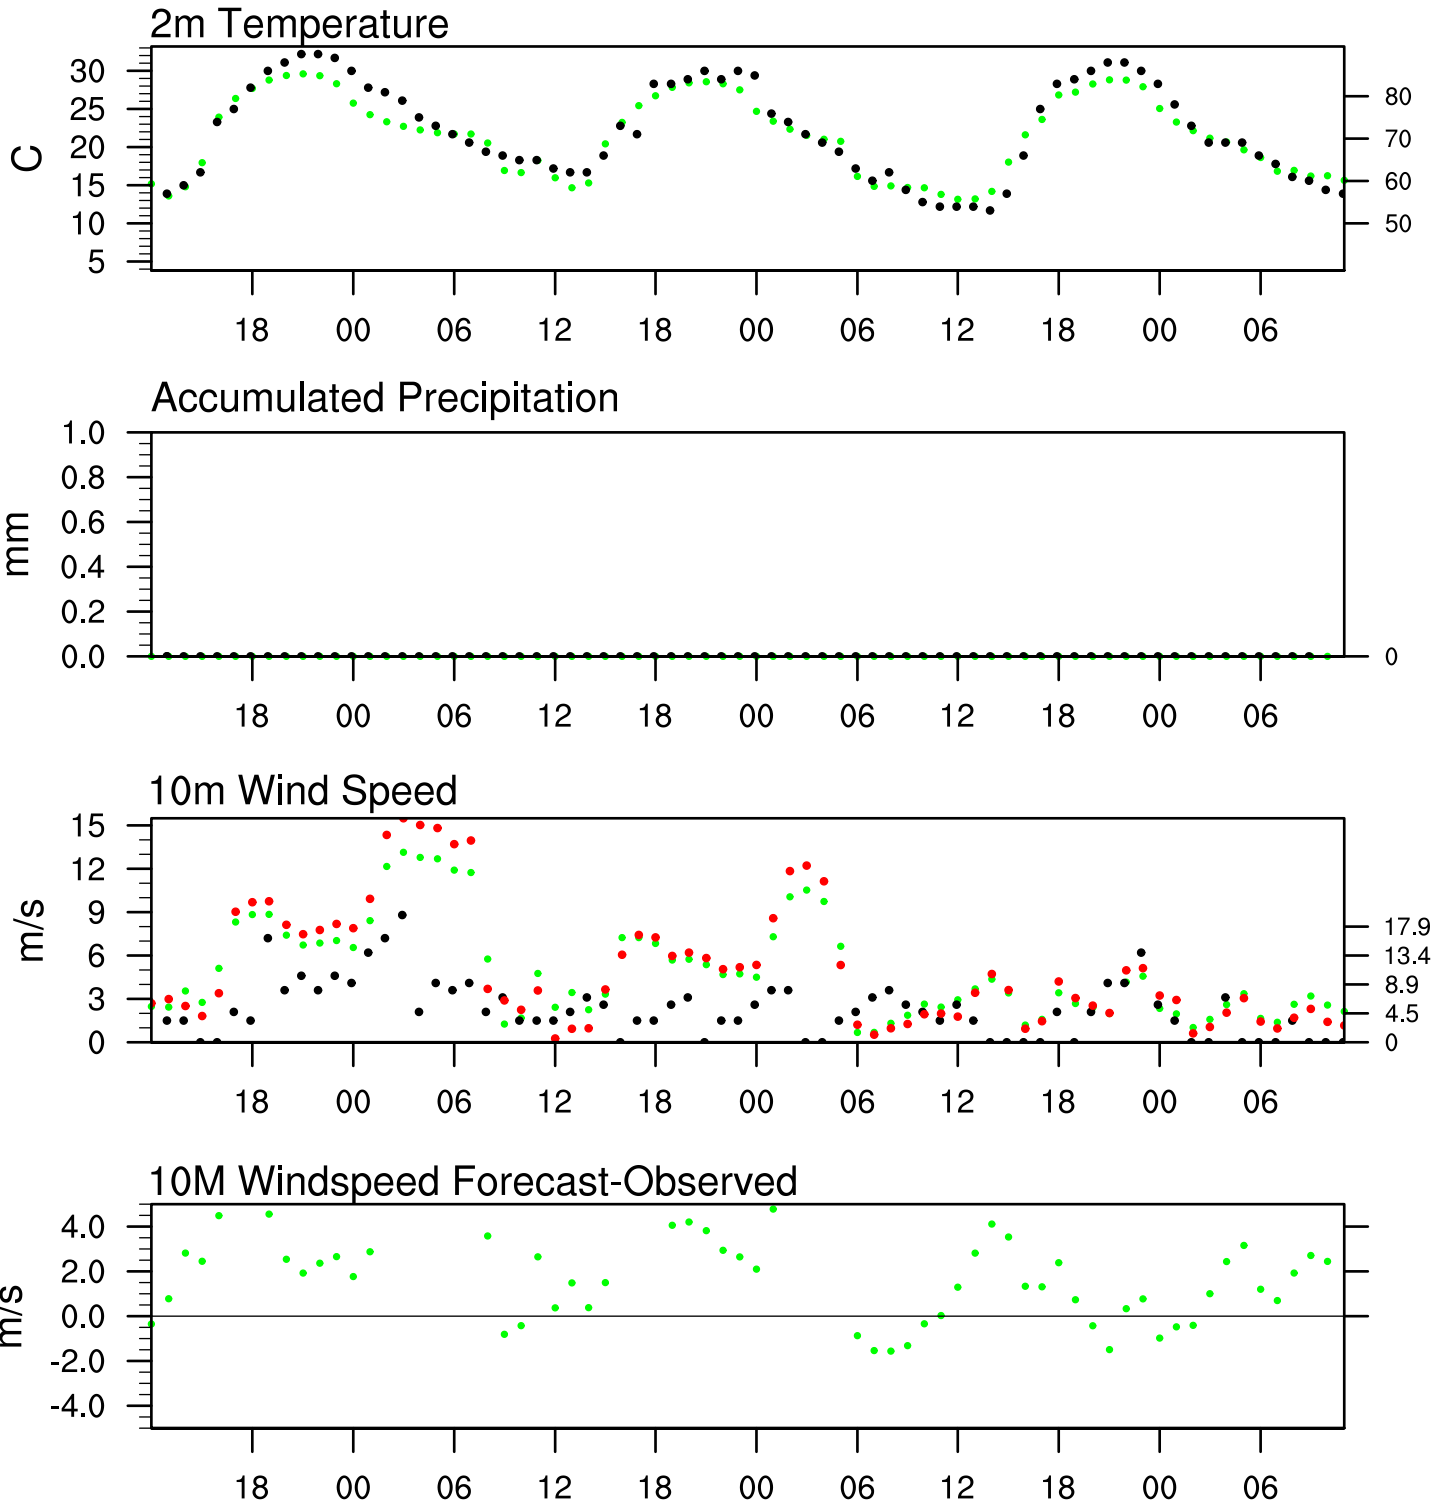 2m Temperature
30
25
20
15
10
5
C
80
70
60
50
18 00 06 12 18 00 06 12 18 00 06
Accumulated Precipitation
1.0
0.8
0.6
0.4
0.2
0.0
mm
0
18 00 06 12 18 00 06 12 18 00 06
10m Wind Speed
15
12
9
6
3
0
m/s
17.9
13.4
8.9
4.5
0
18 00 06 12 18 00 06 12 18 00 06
10M Windspeed Forecast-Observed
4.0
2.0
0.0
-2.0
-4.0
m/s
18 00 06 12 18 00 06 12 18 00 06